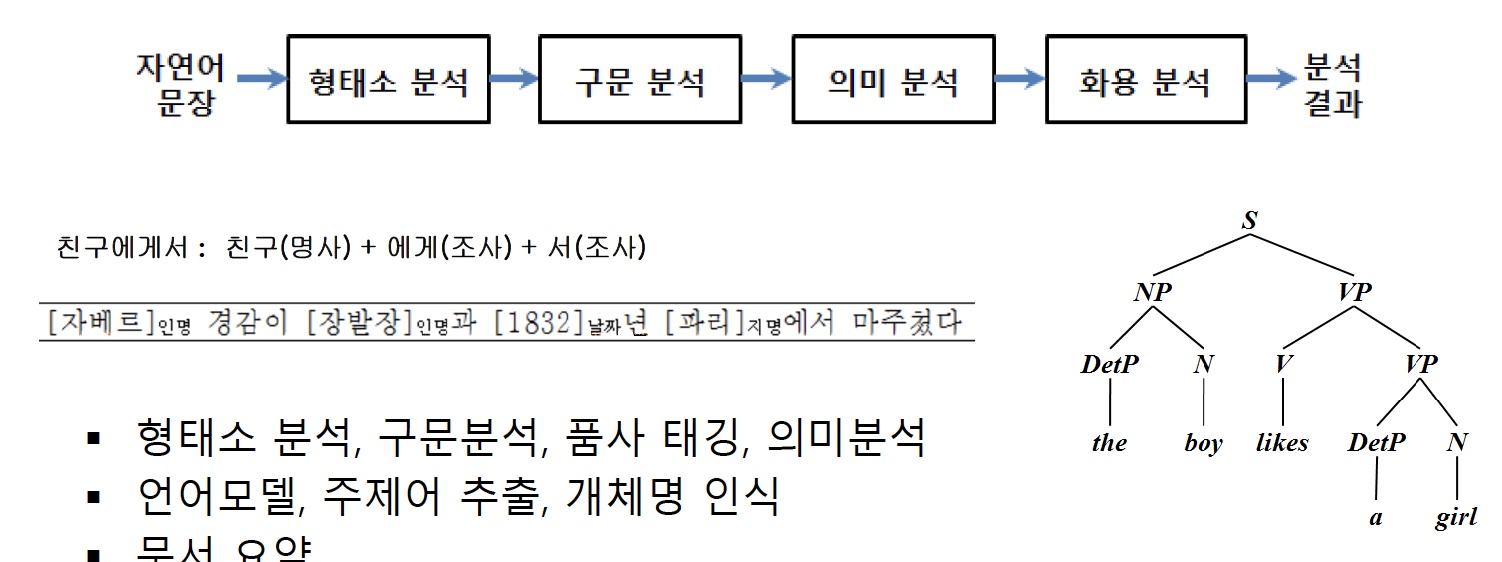 자연어
문장
형태소 분석
구문 분석
의미 분석
화용 분석
분석
결과
친구에게서 : 친구(명사) + 에게(조사) + 서(조사)
[자베르]인명 경감이 [장발장]인명과 [1832]날짜년 [파리]지명에서 마주쳤다
▪ 형태소 분석, 구문분석, 품사 태깅, 의미분석
▪ 언어모델, 주제어 추출, 개체명 인식
▪ 문서 요약
S
NP VP
DetP N V VP
the boy likes DetP N
a girl